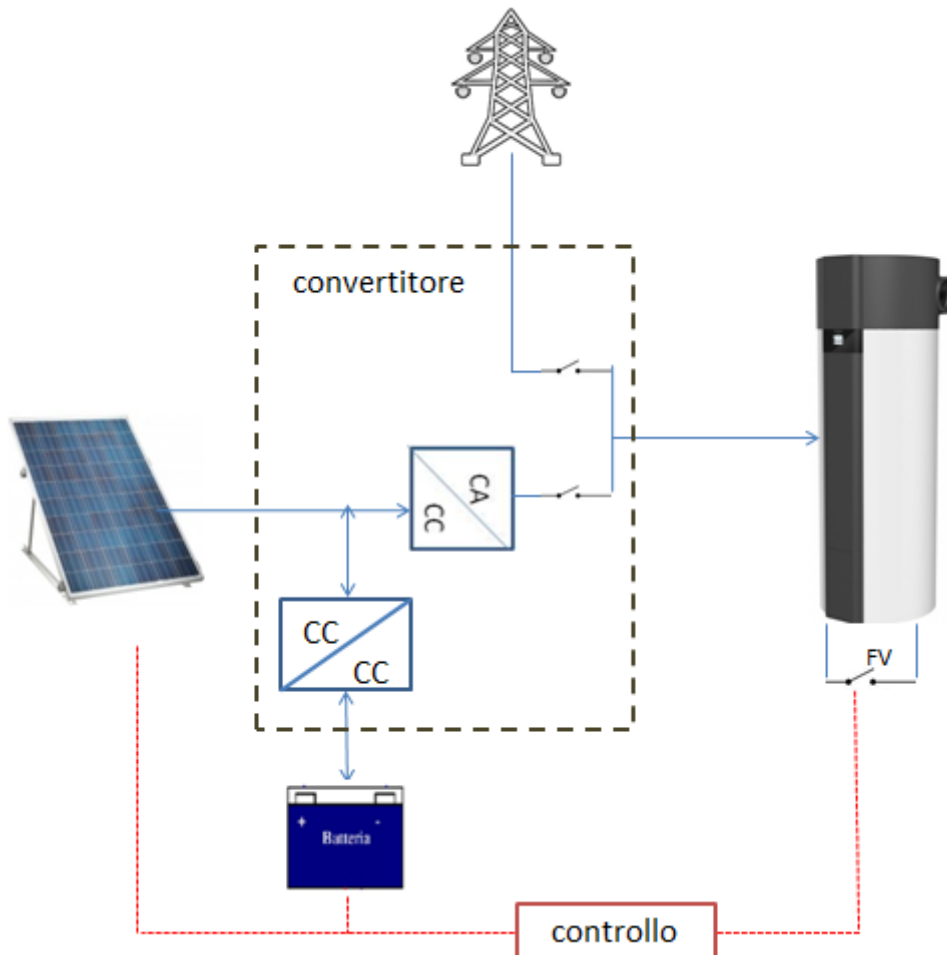 convertitore
CA
CC
CC
CC
FV
+ -
Batteria
controllo